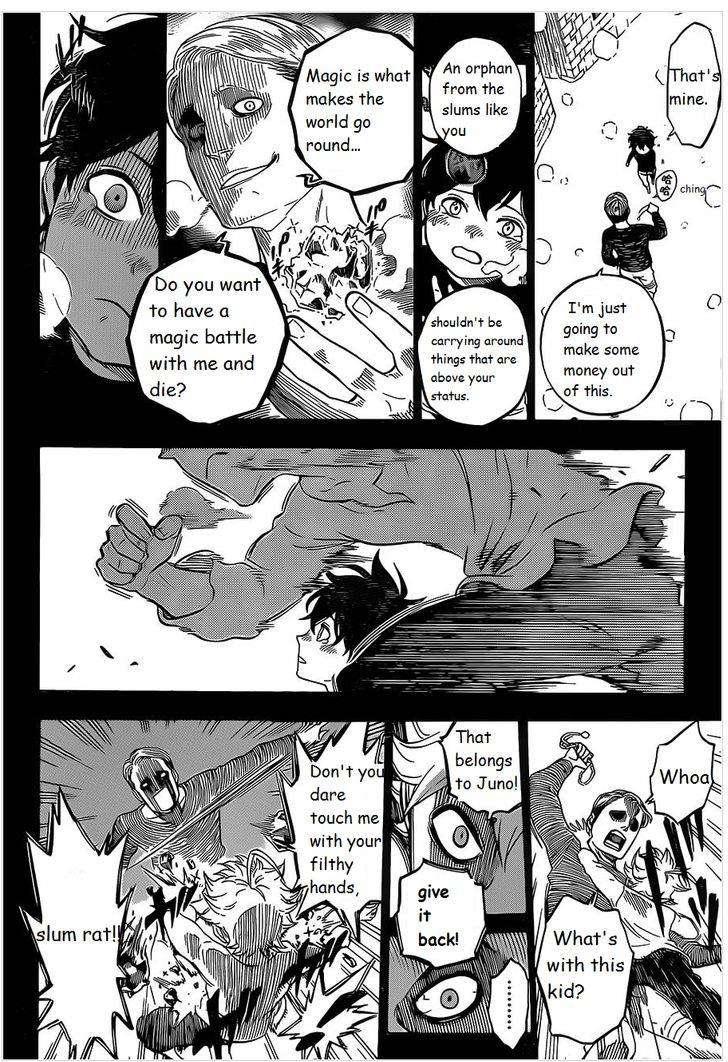 That's
mine.
哈
哈
ching
I'm just
going to
make some
money out
of this.
An orphan
from the
slums like
you
shouldn't be
carrying around
things that are
above your
status.
Magic is what
makes the
world go
round...
Do you want
to have a
magic battle
with me and
die?
Whoa
What's
with this
kid?
That
belongs
to Juno!
give
it
back!
........
Don't you
dare
touch me
with your
filthy
hands,
slum rat!!